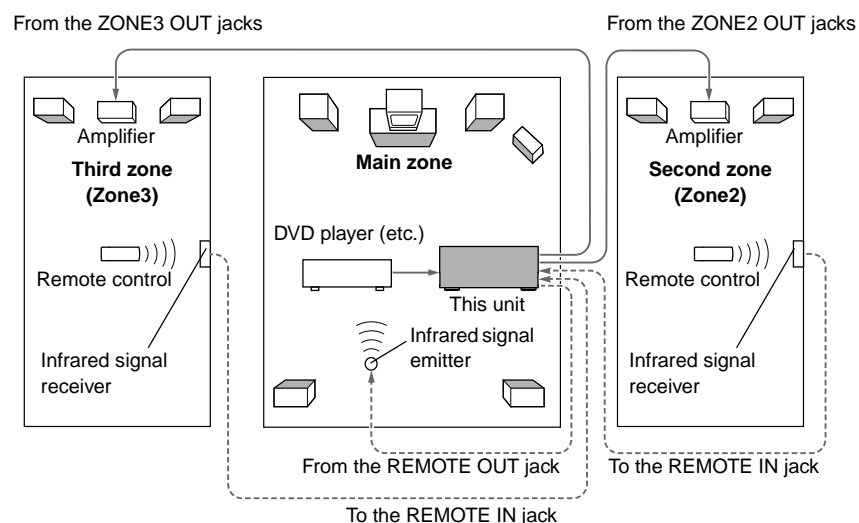 From the ZONE3 OUT jacks
From the ZONE2 OUT jacks
Amplifier
Third zone
(Zone3)
Remote control
Infrared signal
receiver
Main zone
DVD player (etc.)
This unit
Infrared signal
emitter
Amplifier
Second zone
(Zone2)
Remote control
Infrared signal
receiver
From the REMOTE OUT jack
To the REMOTE IN jack
To the REMOTE IN jack